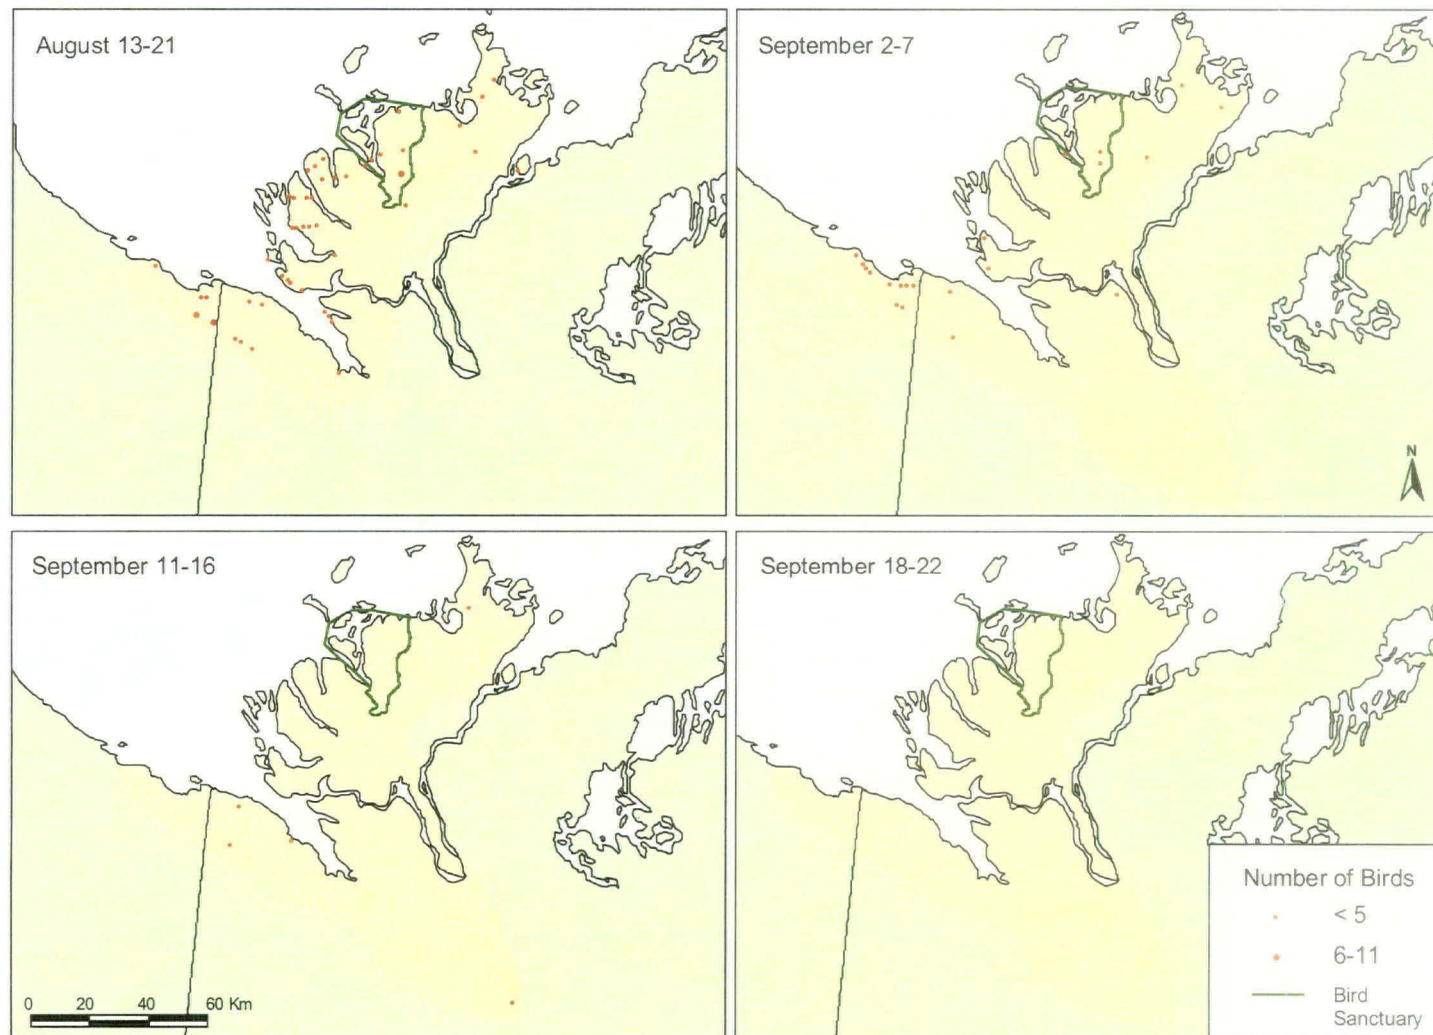 August 13-21
September 2-7
N
September 11-16
September 18-22
0 20 40 60 Km
Number of Birds
< 5
6-11
Bird
Sanctuary